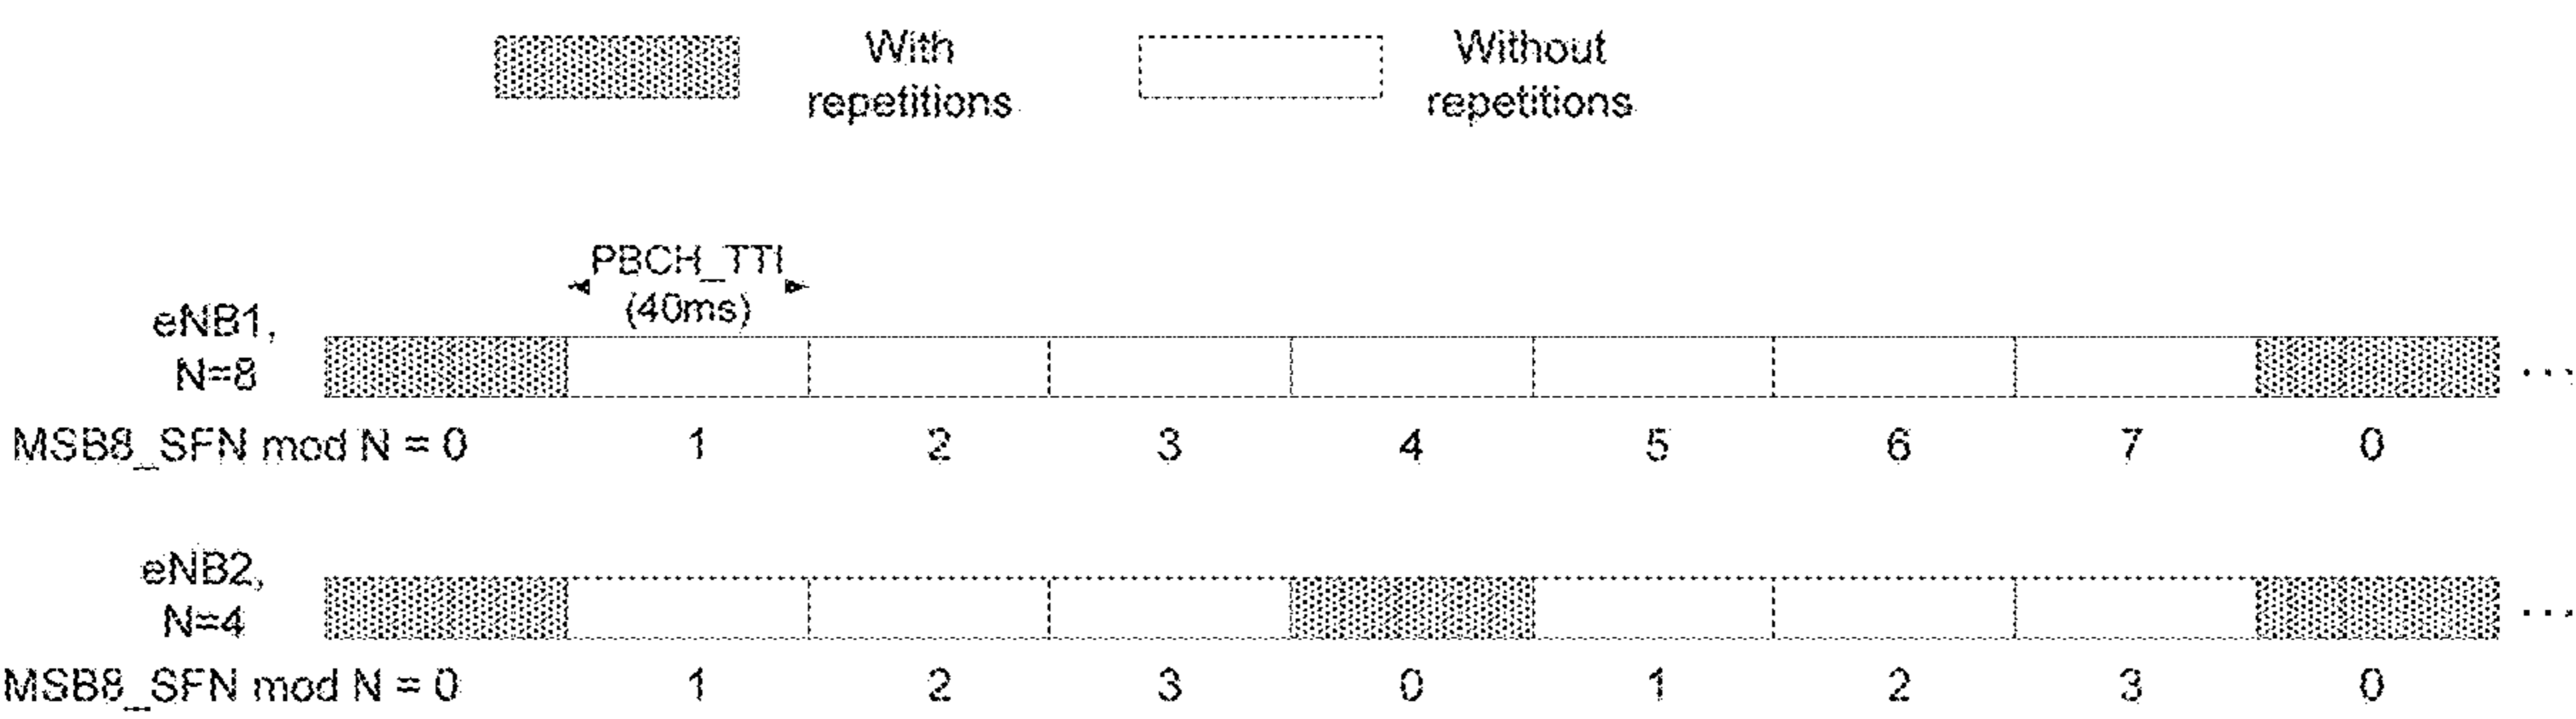 With
repetitions
Without
repetitions
PBCH_TTI
(40ms)
eNB1,
N=8
...
MSB8_SFN mod N = 0 1 2 3 4 5 6 7 0
eNB2,
N=4
...
MSB8_SFN mod N = 0 1 2 3 0 1 2 3 0